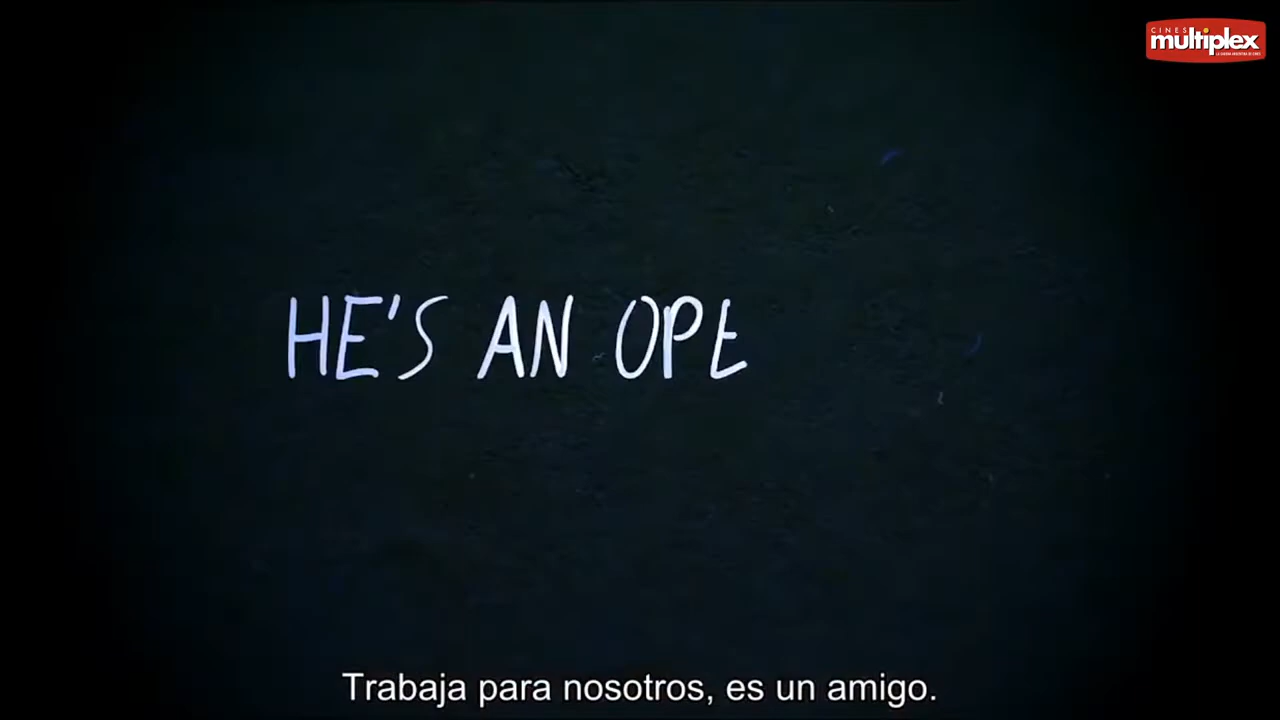 CINES
multiplex
HE'S AN OPE
Trabaja para nosotros, es un amigo.